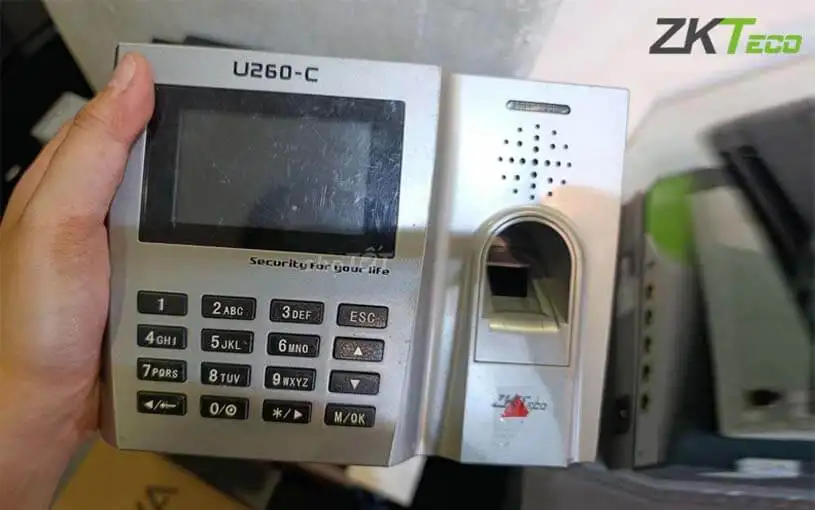 ZKTECO
U260-C
Security for your life
1 2ABC 3DEF ESC
4GHI 5JKL 6MNO ▲
7PQRS 8TUV 9WXYZ ▼
◀/← 0/⊙ */▶ M/OK